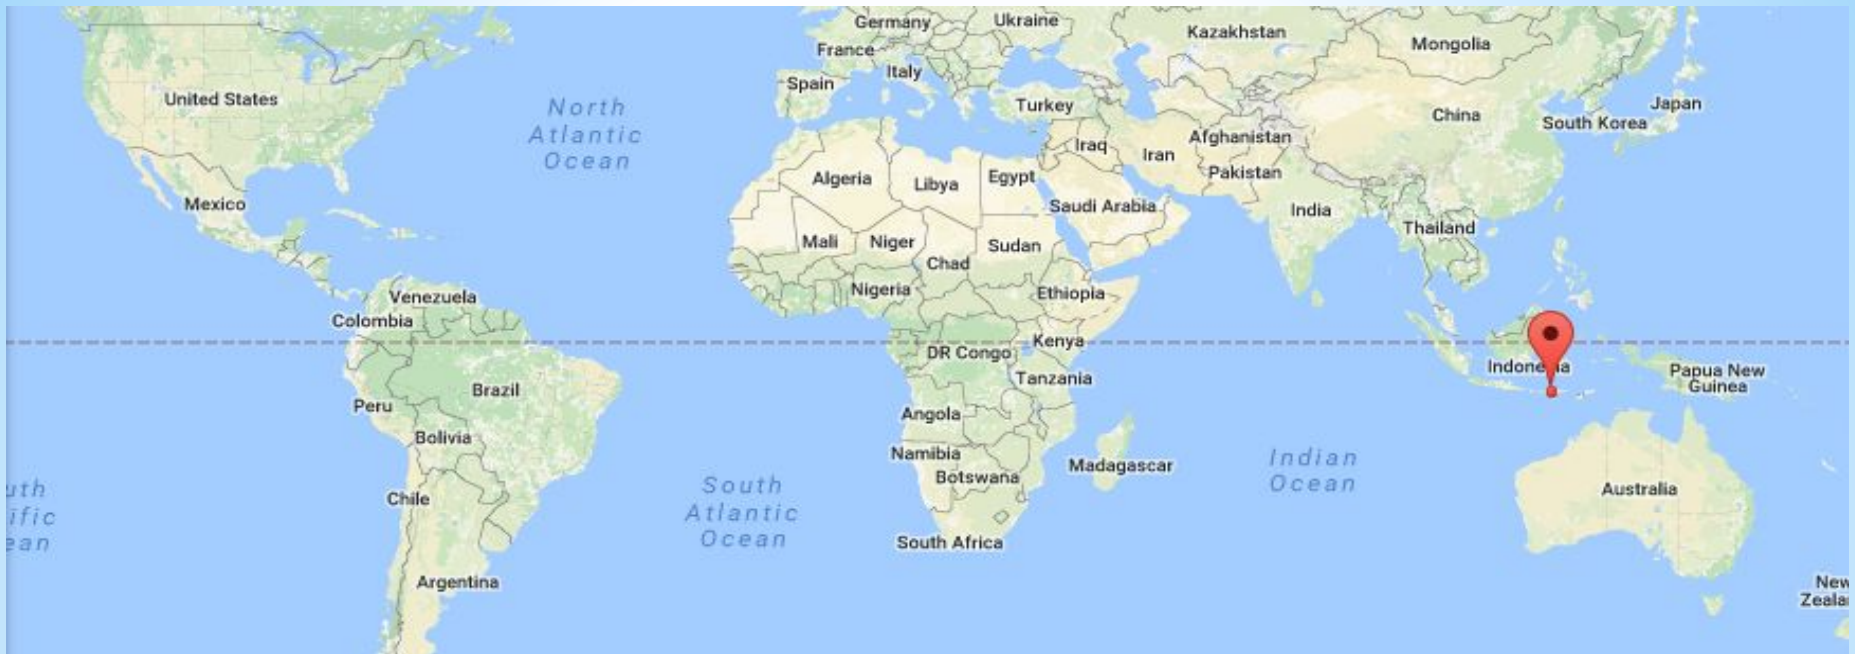 Germany
Ukraine
Kazakhstan
Mongolia
France
Italy
Spain
United States
North
Atlantic
Ocean
Turkey
China
Japan
South Korea
Afghanistan
Iraq
Iran
Pakistan
Algeria
Libya
Egypt
Mexico
Saudi Arabia
India
Thailand
Mali
Niger
Sudan
Chad
Nigeria
Ethiopia
Venezuela
Colombia
Kenya
DR Congo
Tanzania
Papua New
Guinea
Brazil
Peru
Angola
Bolivia
Namibia
Botswana
Madagascar
Indian
Ocean
Chile
South
Atlantic
Ocean
Australia
South Africa
Argentina
New